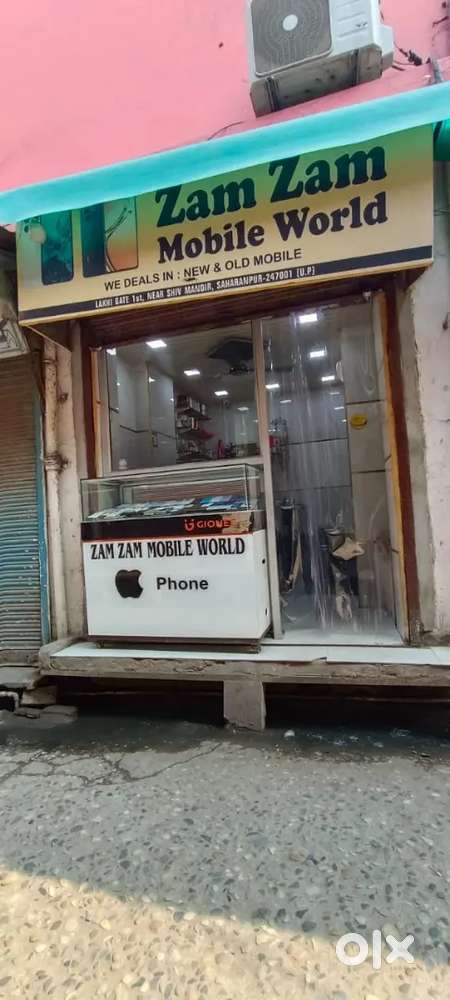 Zam Zam
Mobile World
WE DEALS IN : NEW & OLD MOBILE
LAKHI GATE 1st, NEAR SHIV MANDIR, SAHARANPUR-247001 (U.P)
GIONEE
ZAM ZAM MOBILE WORLD
Phone
olx